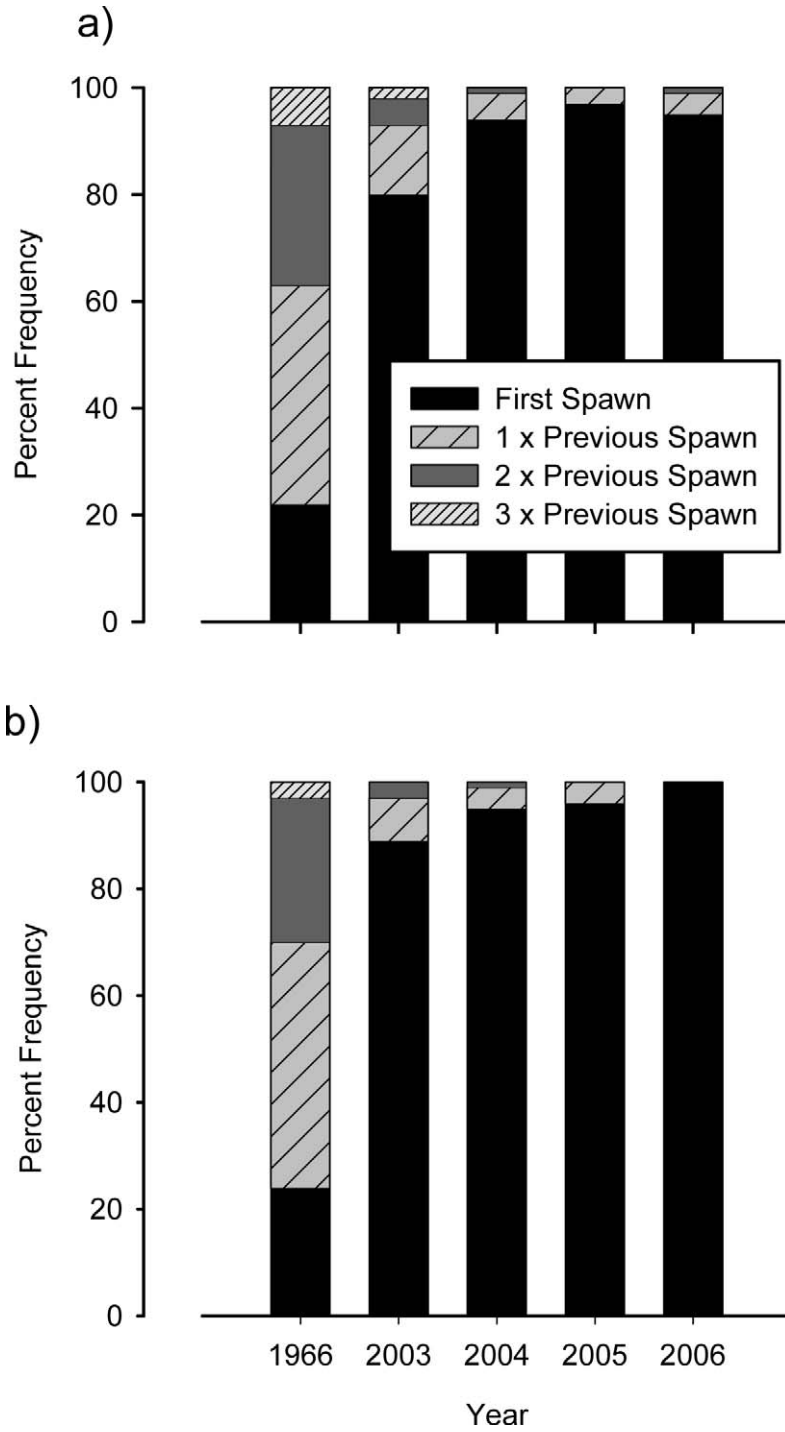 a)
100
80
60
40
20
0
Percent Frequency
First Spawn
1 x Previous Spawn
2 x Previous Spawn
3 x Previous Spawn
b)
100
80
60
40
20
0
Percent Frequency
1966 2003 2004 2005 2006
Year